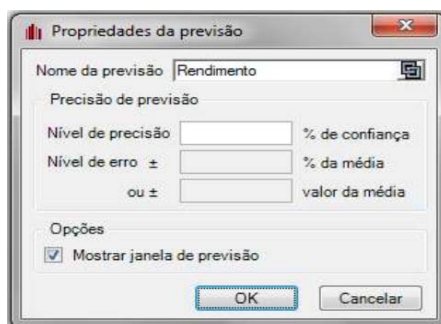 Propriedades da previsão
Nome da previsão Rendimento
Precisão de previsão
Nível de precisão % de confiança
Nível de erro ± % da média
ou ± valor da média
Opções
Mostrar janela de previsão
OK Cancelar